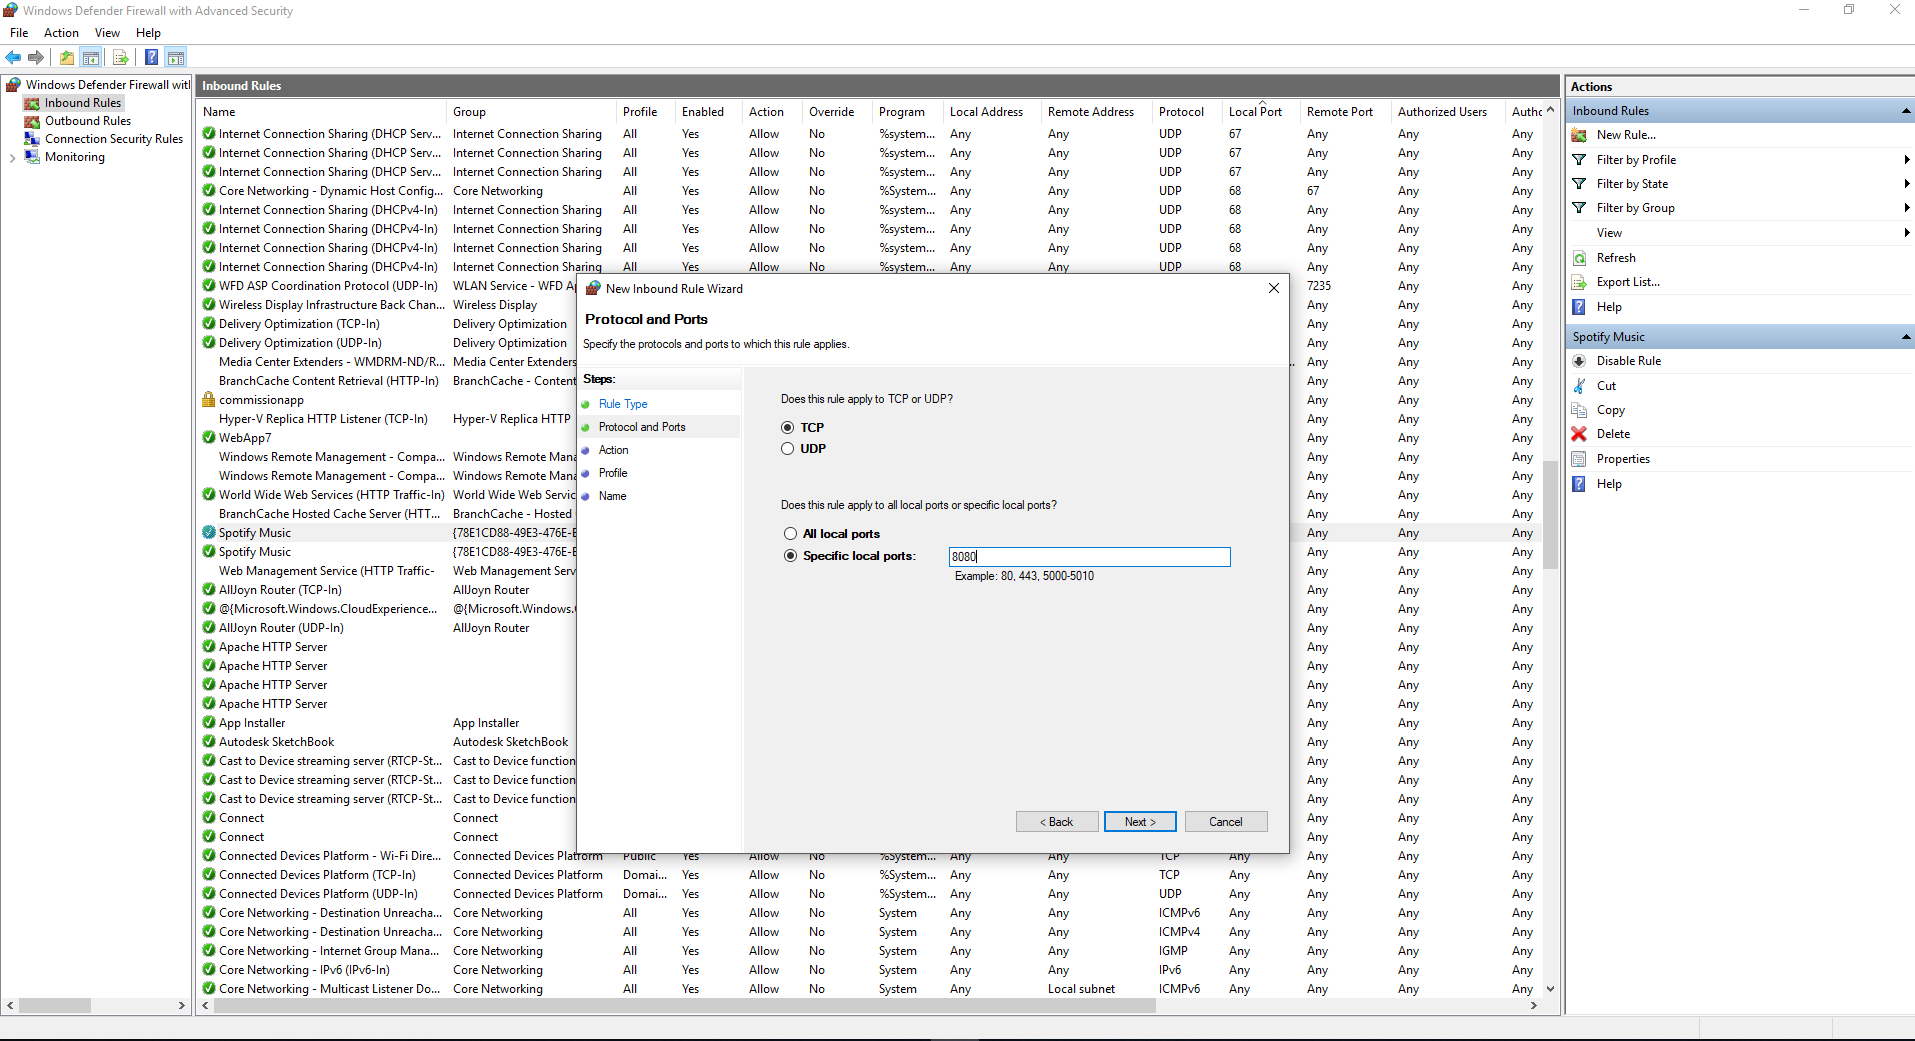 Windows Defender Firewall with Advanced Security
File Action View Help
Windows Defender Firewall with
Inbound Rules
Outbound Rules
Connection Security Rules
Monitoring
Inbound Rules
Name Group Profile Enabled Action Override Program Local Address Remote Address Protocol Local Port Remote Port Authorized Users
Internet Connection Sharing (DHCP Serv... Internet Connection Sharing All Yes Allow No %system... Any Any UDP 67 Any Any Any
Internet Connection Sharing (DHCP Serv... Internet Connection Sharing All Yes Allow No %system... Any Any UDP 67 Any Any Any
Internet Connection Sharing (DHCP Serv... Internet Connection Sharing All Yes Allow No %system... Any Any UDP 67 Any Any Any
Core Networking - Dynamic Host Config... Core Networking All Yes Allow No %System... Any Any UDP 68 67 Any Any
Internet Connection Sharing (DHCPv4-In) Internet Connection Sharing All Yes Allow No %system... Any Any UDP 68 Any Any Any
Internet Connection Sharing (DHCPv4-In) Internet Connection Sharing All Yes Allow No %system... Any Any UDP 68 Any Any Any
Internet Connection Sharing (DHCPv4-In) Internet Connection Sharing All Yes Allow No %system... Any Any UDP 68 Any Any Any
Internet Connection Sharing (DHCPv4-In) Internet Connection Sharing All Yes Allow No %system... Any Any UDP 68 Any Any Any
WFD ASP Coordination Protocol (UDP-In) WLAN Service - WFD 7235 Any Any
Wireless Display Infrastructure Back Chan... Wireless Display Any Any Any
Delivery Optimization (TCP-In) Delivery Optimization Any Any Any
Delivery Optimization (UDP-In) Delivery Optimization Any Any Any
Media Center Extenders - WMDRM-ND/R... Media Center Extenders Any Any Any
BranchCache Content Retrieval (HTTP-In) BranchCache - Content Any Any Any
commissionapp Any Any Any
Hyper-V Replica HTTP Listener (TCP-In) Hyper-V Replica HTTP Any Any Any
WebApp7 Any Any Any
Windows Remote Management - Compa... Windows Remote Mana Any Any Any
Windows Remote Management - Compa... Windows Remote Mana Any Any Any
World Wide Web Services (HTTP Traffic-In) World Wide Web Servic Any Any Any
BranchCache Hosted Cache Server (HTT... BranchCache - Hosted Any Any Any
Spotify Music {78E1CD88-49E3-476E- Any Any Any
Spotify Music {78E1CD88-49E3-476E- Any Any Any
Web Management Service (HTTP Traffic- Web Management Serv Any Any Any
AllJoyn Router (TCP-In) AllJoyn Router Any Any Any
@{Microsoft.Windows.CloudExperience... @{Microsoft.Windows. Any Any Any
AllJoyn Router (UDP-In) AllJoyn Router Any Any Any
Apache HTTP Server Any Any Any
Apache HTTP Server Any Any Any
Apache HTTP Server Any Any Any
Apache HTTP Server Any Any Any
App Installer App Installer Any Any Any
Autodesk SketchBook Autodesk SketchBook Any Any Any
Cast to Device streaming server (RTCP-St... Cast to Device function Any Any Any
Cast to Device streaming server (RTCP-St... Cast to Device function Any Any Any
Cast to Device streaming server (RTCP-St... Cast to Device function Any Any Any
Connect Connect Any Any Any
Connect Connect Any Any Any
Connected Devices Platform - Wi-Fi Dire... Connected Devices Platform Public Yes Allow No %System... Any Any TCP Any Any Any Any
Connected Devices Platform (TCP-In) Connected Devices Platform Domai... Yes Allow No %System... Any Any TCP Any Any Any Any
Connected Devices Platform (UDP-In) Connected Devices Platform Domai... Yes Allow No %System... Any Any UDP Any Any Any Any
Core Networking - Destination Unreacha... Core Networking All Yes Allow No System Any Any ICMPv6 Any Any Any Any
Core Networking - Destination Unreacha... Core Networking All Yes Allow No System Any Any ICMPv4 Any Any Any Any
Core Networking - Internet Group Mana... Core Networking All Yes Allow No System Any Any IGMP Any Any Any Any
Core Networking - IPv6 (IPv6-In) Core Networking All Yes Allow No System Any Any IPv6 Any Any Any Any
Core Networking - Multicast Listener Do... Core Networking All Yes Allow No System Any Local subnet ICMPv6 Any Any Any Any
New Inbound Rule Wizard
Protocol and Ports
Specify the protocols and ports to which this rule applies.
Steps:
Rule Type
Protocol and Ports
Action
Profile
Name
Does this rule apply to TCP or UDP?
TCP
UDP
Does this rule apply to all local ports or specific local ports?
All local ports
Specific local ports: 8080
Example: 80, 443, 5000-5010
< Back Next > Cancel
Actions
Inbound Rules
New Rule...
Filter by Profile
Filter by State
Filter by Group
View
Refresh
Export List...
Help
Spotify Music
Disable Rule
Cut
Copy
Delete
Properties
Help